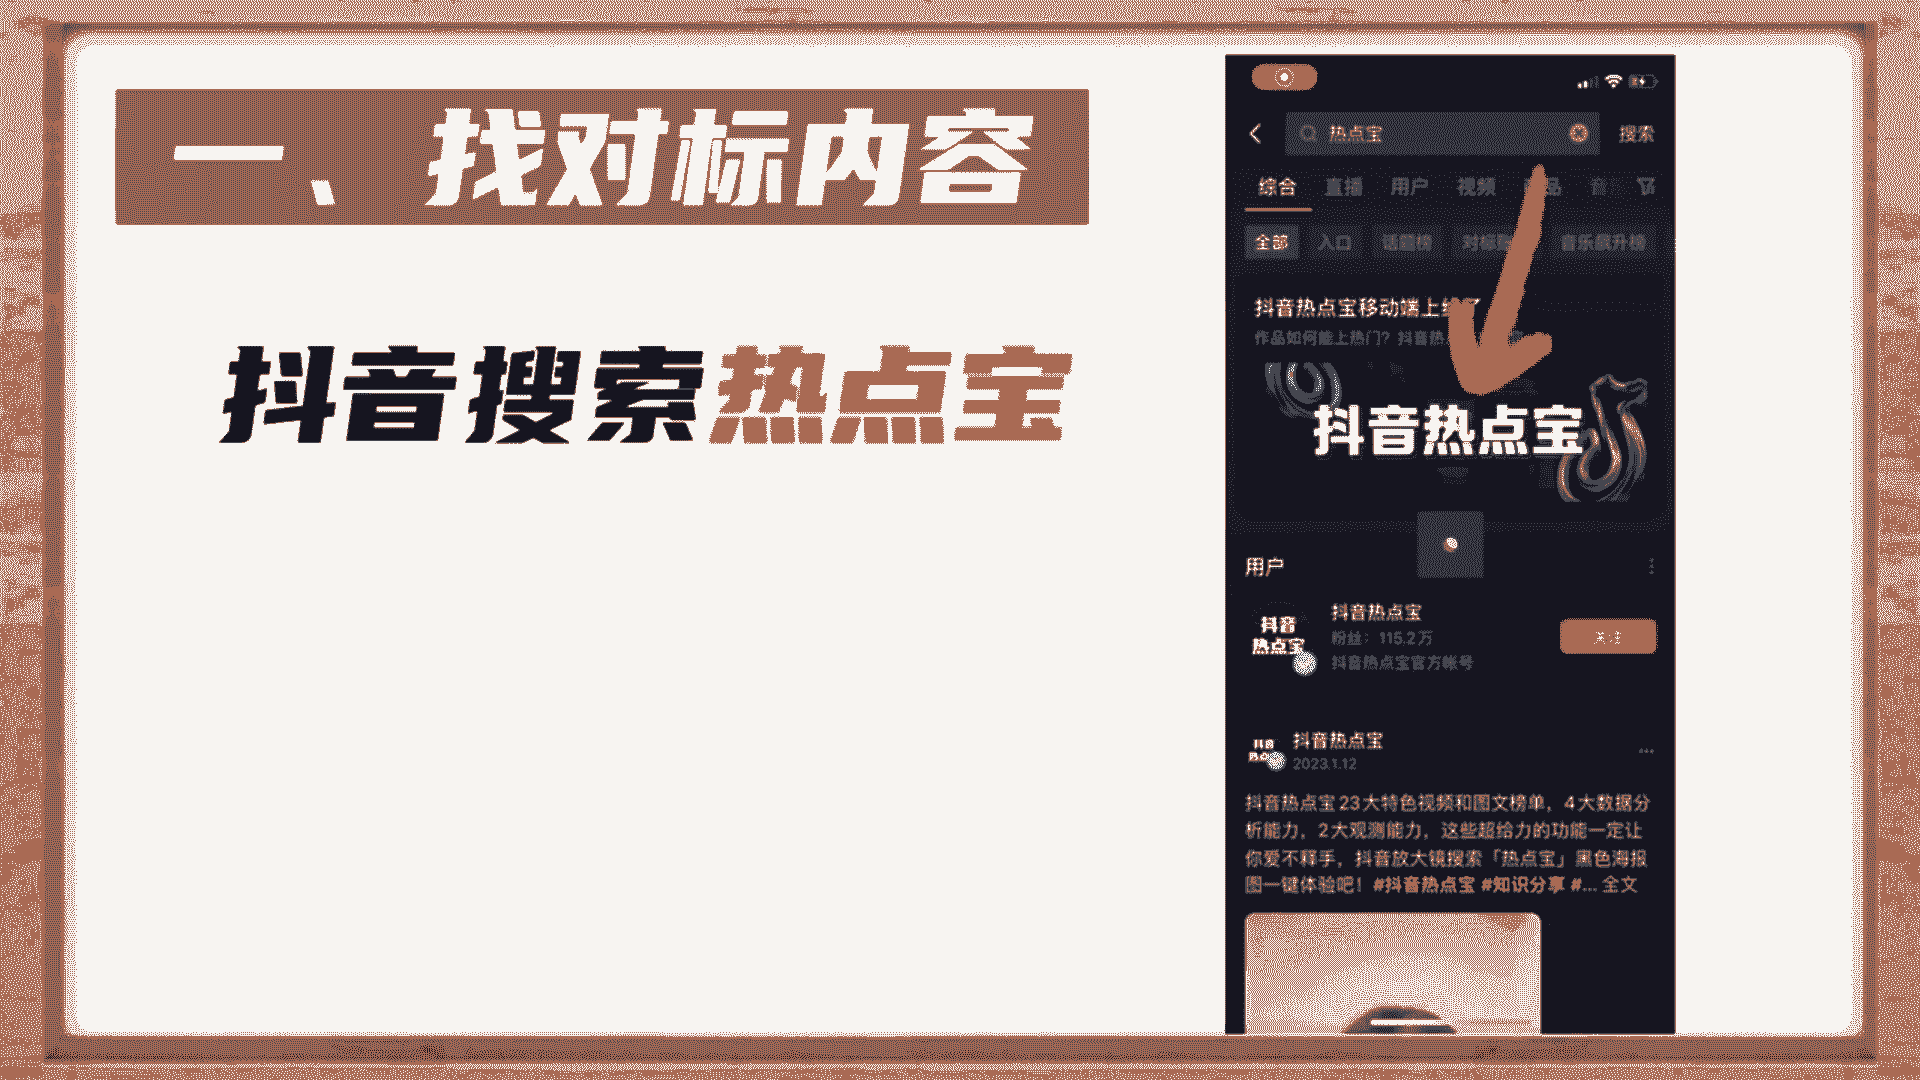 一、找对标内容
抖音搜索热点宝
热点宝
搜索
综合 直播 用户 视频
全部 入口 话题榜 对标 音乐飙升榜
抖音热点宝移动端上线了
作品如何能上热门？抖音热
抖音热点宝
用户
抖音
热点宝
抖音热点宝
粉丝：115.2万
关注
抖音热点宝官方帐号
抖音热点宝
2023.1.12
抖音热点宝23大特色视频和图文榜单，4大数据分
析能力，2大观测能力，这些超给力的功能一定让
你爱不释手，抖音放大镜搜索「热点宝」黑色海报
图一键体验吧！#抖音热点宝 #知识分享 #... 全文